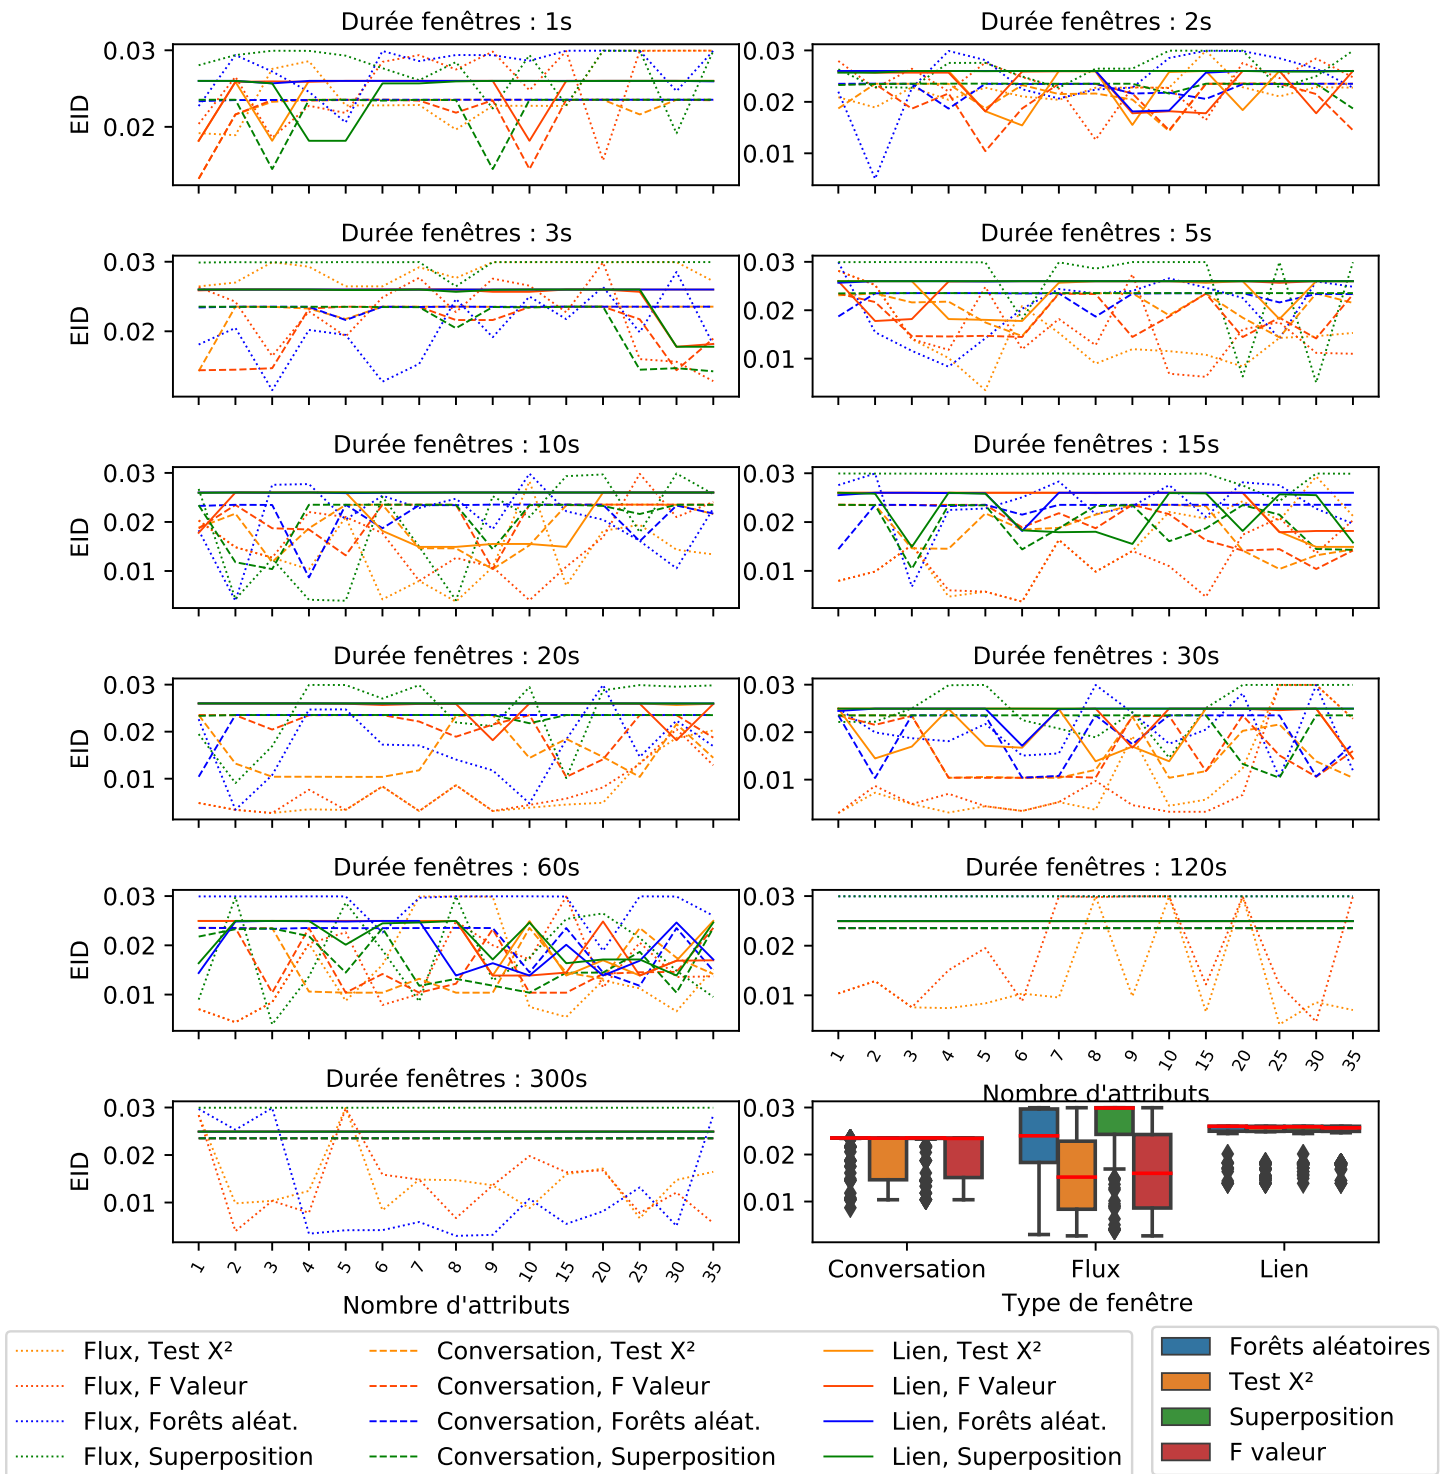 Durée fenêtres : 1s
0.03
0.02
EID
Durée fenêtres : 2s
0.03
0.02
0.01
Durée fenêtres : 3s
0.03
0.02
EID
Durée fenêtres : 5s
0.03
0.02
0.01
Durée fenêtres : 10s
0.03
0.02
0.01
EID
Durée fenêtres : 15s
0.03
0.02
0.01
Durée fenêtres : 20s
0.03
0.02
0.01
EID
Durée fenêtres : 30s
0.03
0.02
0.01
Durée fenêtres : 60s
0.03
0.02
0.01
EID
Durée fenêtres : 120s
0.03
0.02
0.01
1 2 3 4 5 6 7 8 9 10 15 20 25 30 35
Nombre d'attributs
Durée fenêtres : 300s
0.03
0.02
0.01
EID
1 2 3 4 5 6 7 8 9 10 15 20 25 30 35
Nombre d'attributs
0.03
0.02
0.01
Conversation Flux Lien
Type de fenêtre
Flux, Test X²
Flux, F Valeur
Flux, Forêts aléat.
Flux, Superposition
Conversation, Test X²
Conversation, F Valeur
Conversation, Forêts aléat.
Conversation, Superposition
Lien, Test X²
Lien, F Valeur
Lien, Forêts aléat.
Lien, Superposition
Forêts aléatoires
Test X²
Superposition
F valeur